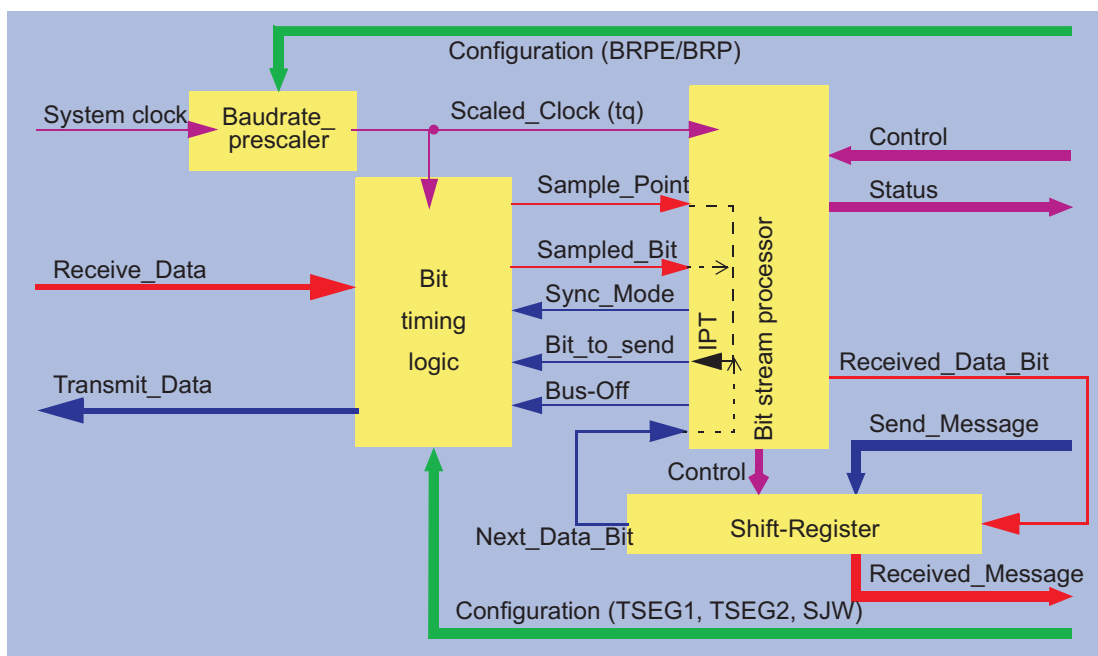 Configuration (BRPE/BRP)
System clock
Baudrate_
prescaler
Scaled_Clock (tq)
Control
Status
Sample_Point
Sampled_Bit
Receive_Data
Bit
timing
logic
Sync_Mode
Bit_to_send
Bus-Off
IPT
Bit stream processor
Transmit_Data
Received_Data_Bit
Send_Message
Control
Next_Data_Bit
Shift-Register
Received_Message
Configuration (TSEG1, TSEG2, SJW)